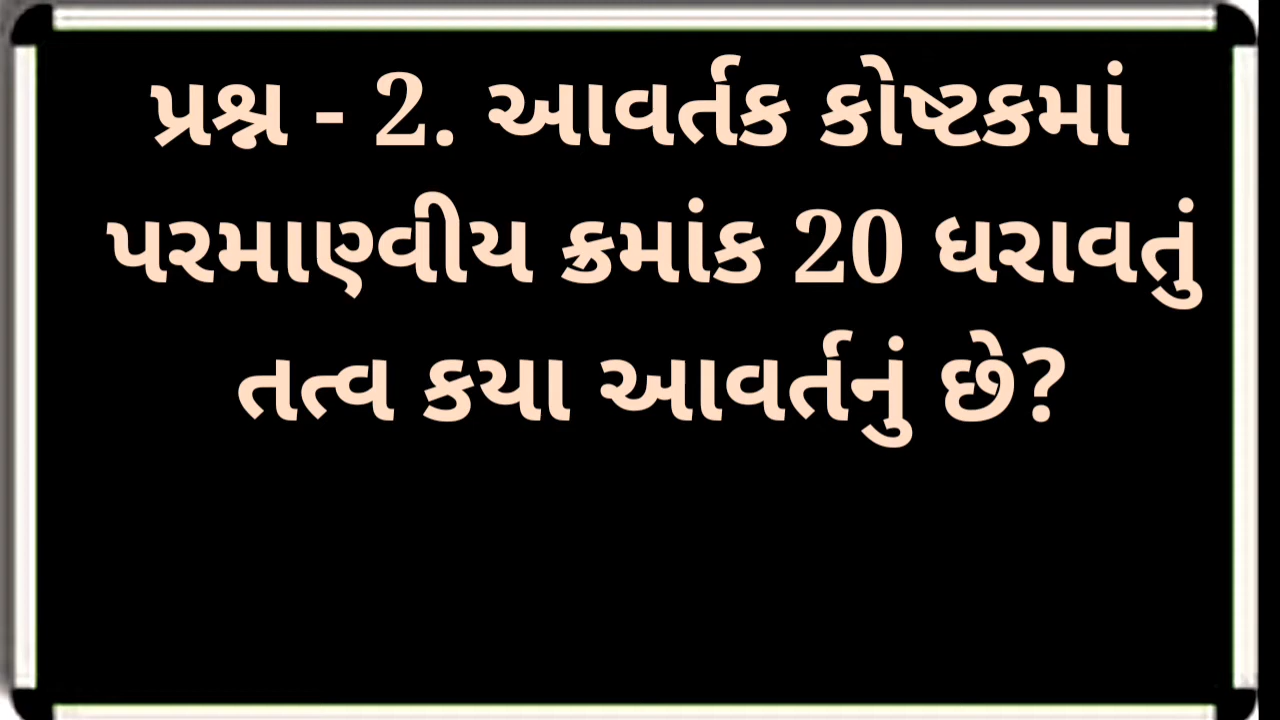 પ્રશ્ન - 2. આવર્તક કોષ્ટકમાં
પરમાણ્વીય ક્રમાંક 20 ધરાવતું
તત્વ કયા આવર્તનું છે?